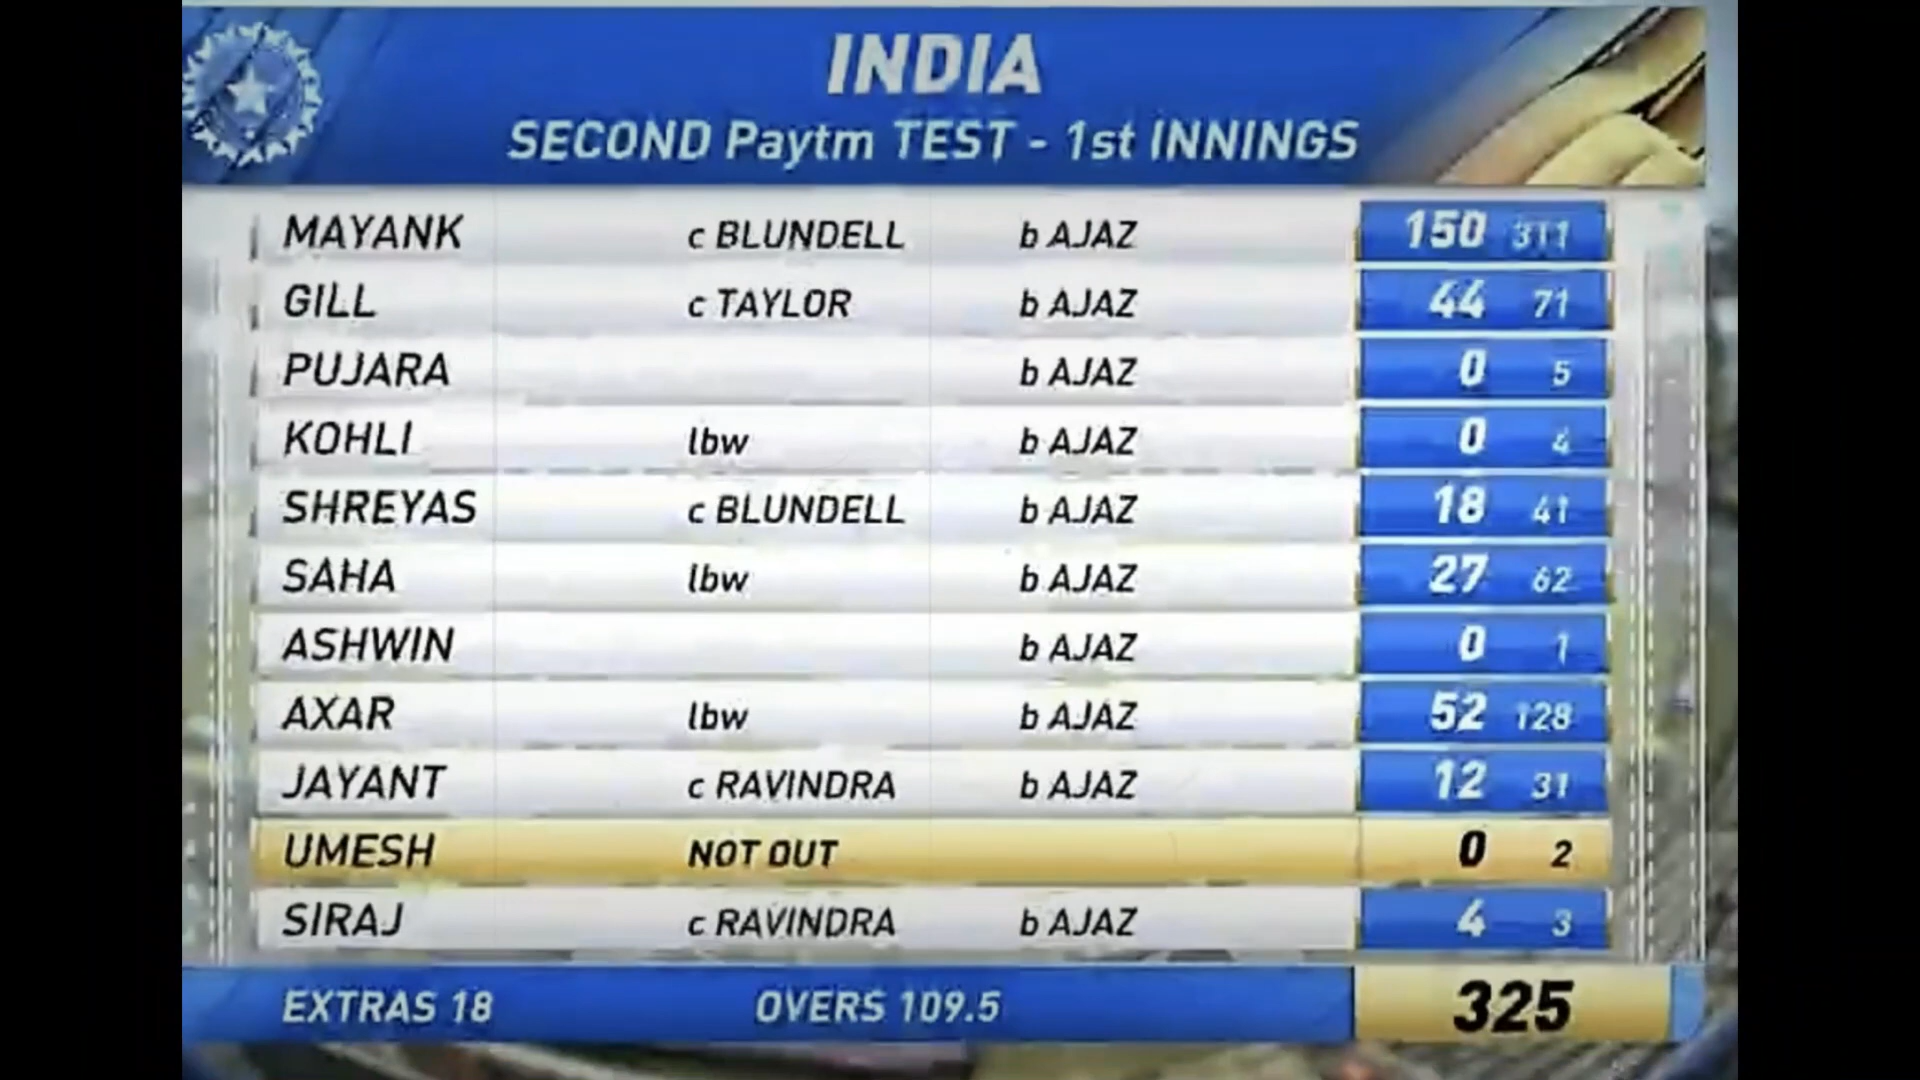 INDIA
SECOND Paytm TEST - 1st INNINGS
MAYANK c BLUNDELL b AJAZ 150 311
GILL c TAYLOR b AJAZ 44 71
PUJARA b AJAZ 0 5
KOHLI lbw b AJAZ 0 4
SHREYAS c BLUNDELL b AJAZ 18 41
SAHA lbw b AJAZ 27 62
ASHWIN b AJAZ 0 1
AXAR lbw b AJAZ 52 128
JAYANT c RAVINDRA b AJAZ 12 31
UMESH NOT OUT 0 2
SIRAJ c RAVINDRA b AJAZ 4 3
EXTRAS 18 OVERS 109.5 325